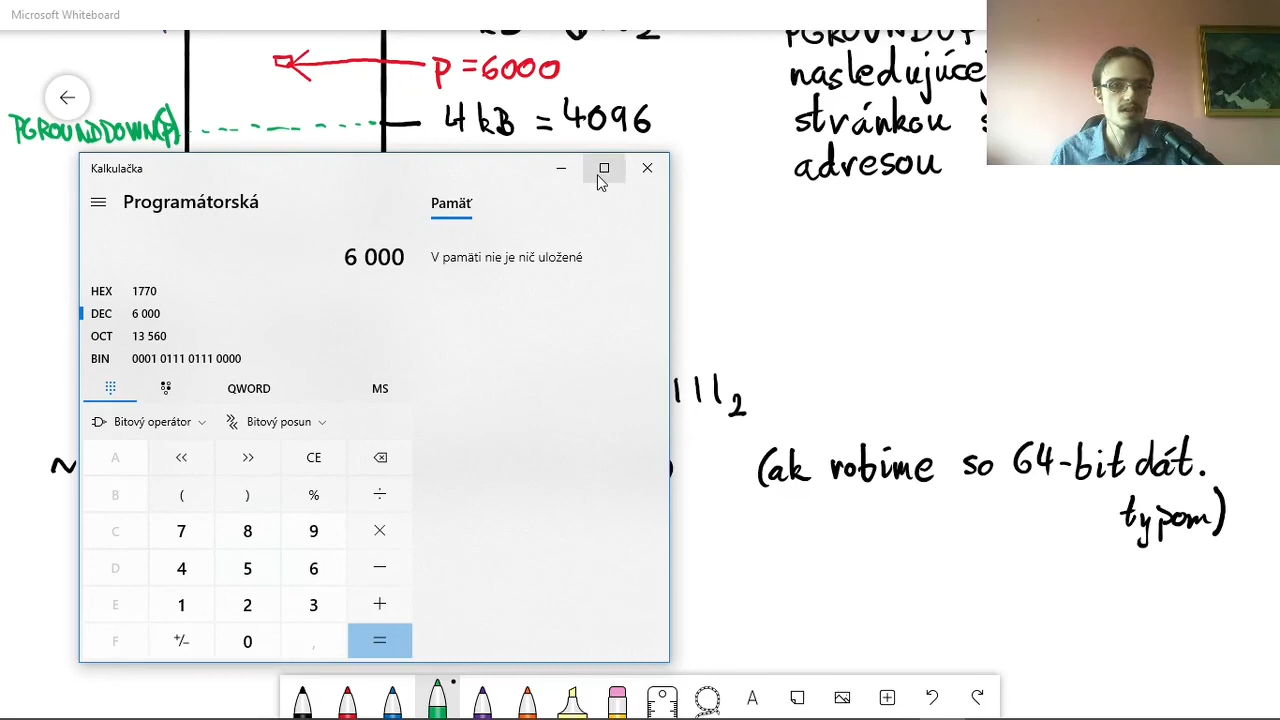 Microsoft Whiteboard
p = 6000
PGROUNDDOWN(p)
4 kB = 4096
nasledujúce
stránkou
adresou
Kalkulačka
Programátorská
Pamäť
6 000
V pamäti nie je nič uložené
HEX 1770
DEC 6 000
OCT 13 560
BIN 0001 0111 0111 0000
QWORD MS
Bitový operátor Bitový posun
A << >> CE
B ( ) % ÷
C 7 8 9 ×
D 4 5 6 −
E 1 2 3 +
F +/− 0 , =
111₂
~
(ak robíme so 64-bit dát.
typom)